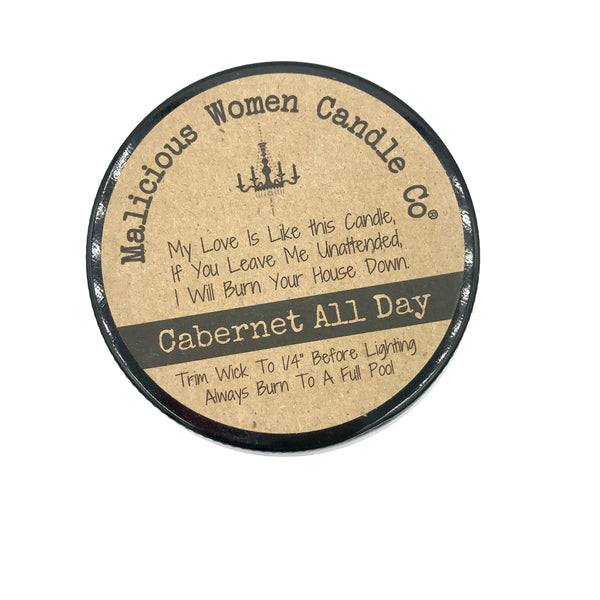 Malicious Women Candle Co®
My Love Is Like this Candle,
If You Leave Me Unattended,
I Will Burn Your House Down.
Cabernet All Day
Trim Wick To 1/4" Before Lighting
Always Burn To A Full Pool